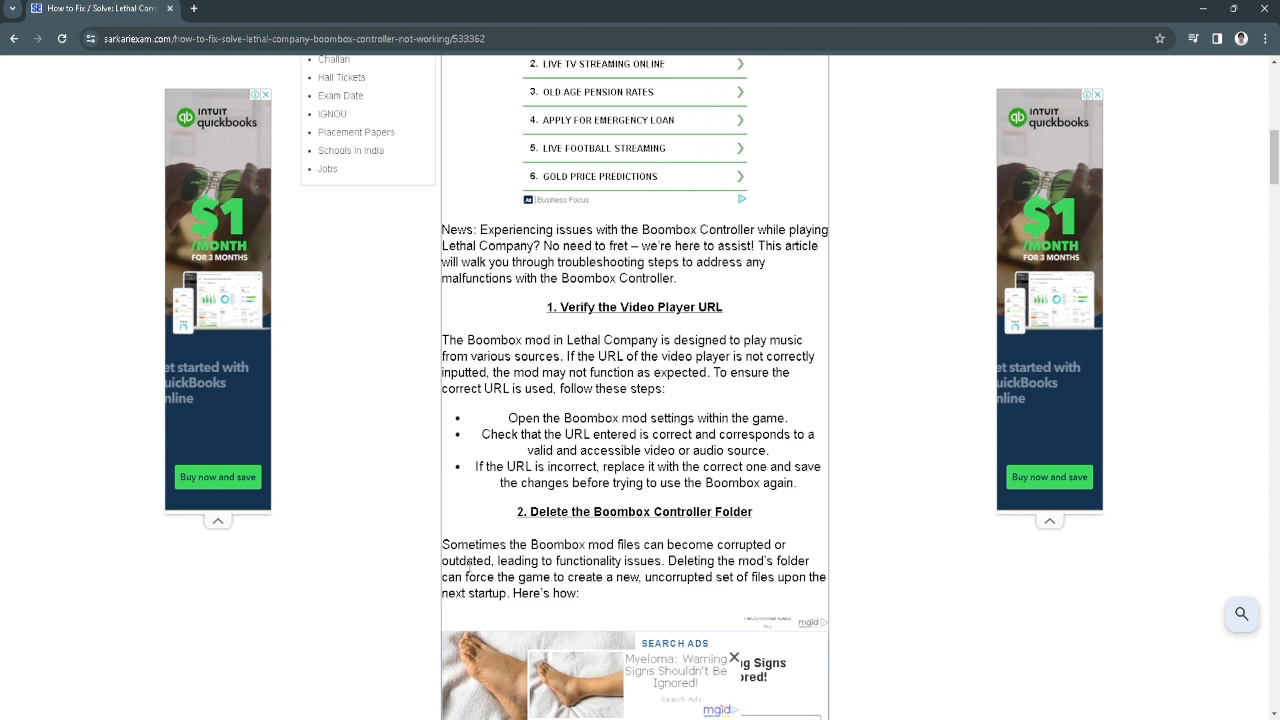 How to Fix / Solve: Lethal Comp
sarkariexam.com/how-to-fix-solve-lethal-company-boombox-controller-not-working/533362
Challan
Hall Tickets
Exam Date
IGNOU
Placement Papers
Schools In India
Jobs
2. LIVE TV STREAMING ONLINE
3. OLD AGE PENSION RATES
4. APPLY FOR EMERGENCY LOAN
5. LIVE FOOTBALL STREAMING
6. GOLD PRICE PREDICTIONS
Ad | Business Focus
INTUIT
quickbooks
$1
/MONTH
FOR 3 MONTHS
et started with
uickBooks
nline
Buy now and save
News: Experiencing issues with the Boombox Controller while playing
Lethal Company? No need to fret – we're here to assist! This article
will walk you through troubleshooting steps to address any
malfunctions with the Boombox Controller.
1. Verify the Video Player URL
The Boombox mod in Lethal Company is designed to play music
from various sources. If the URL of the video player is not correctly
inputted, the mod may not function as expected. To ensure the
correct URL is used, follow these steps:
• Open the Boombox mod settings within the game.
• Check that the URL entered is correct and corresponds to a
valid and accessible video or audio source.
• If the URL is incorrect, replace it with the correct one and save
the changes before trying to use the Boombox again.
2. Delete the Boombox Controller Folder
Sometimes the Boombox mod files can become corrupted or
outdated, leading to functionality issues. Deleting the mod's folder
can force the game to create a new, uncorrupted set of files upon the
next startup. Here's how:
mgid
SEARCH ADS
ng Signs
ored!
Myeloma: Warning
Signs Shouldn't Be
Ignored!
Search Ads
mgid
INTUIT
quickbooks
$1
/MONTH
FOR 3 MONTHS
et started with
uickBooks
nline
Buy now and save